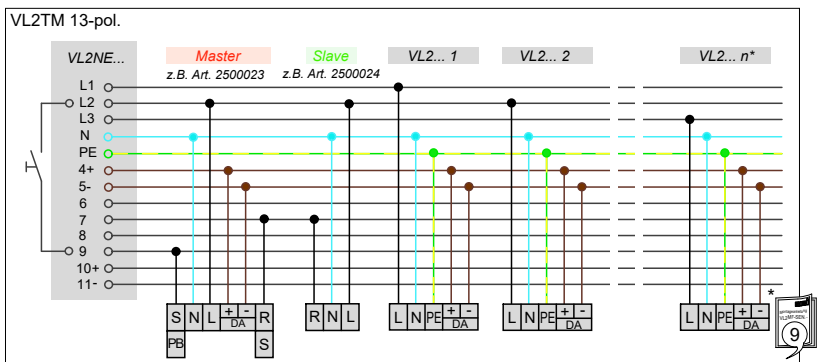 VL2TM 13-pol.
VL2NE... Master Slave VL2... 1 VL2... 2 VL2... n*
z.B. Art. 2500023 z.B. Art. 2500024
L1
L2
L3
N
PE
4+
5-
6
7
8
9
10+
11-
*
S N L + - R R N L L N PE + - L N PE + - L N PE + -
DA DA DA DA
PB S
9